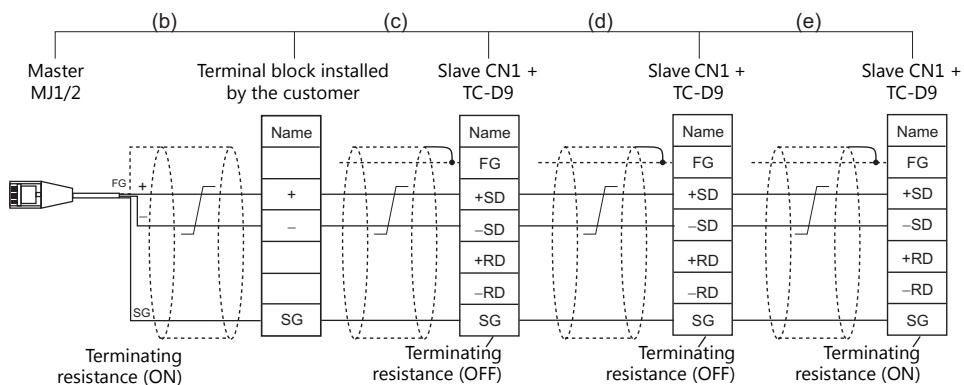 (b) (c) (d) (e)
Master
MJ1/2
Terminal block installed
by the customer
Slave CN1 +
TC-D9
Slave CN1 +
TC-D9
Slave CN1 +
TC-D9
FG
+
–
SG
Name
+
–
SG
Name
FG
+SD
–SD
+RD
–RD
SG
Name
FG
+SD
–SD
+RD
–RD
SG
Name
FG
+SD
–SD
+RD
–RD
SG
Terminating
resistance (ON)
Terminating
resistance (OFF)
Terminating
resistance (OFF)
Terminating
resistance (ON)